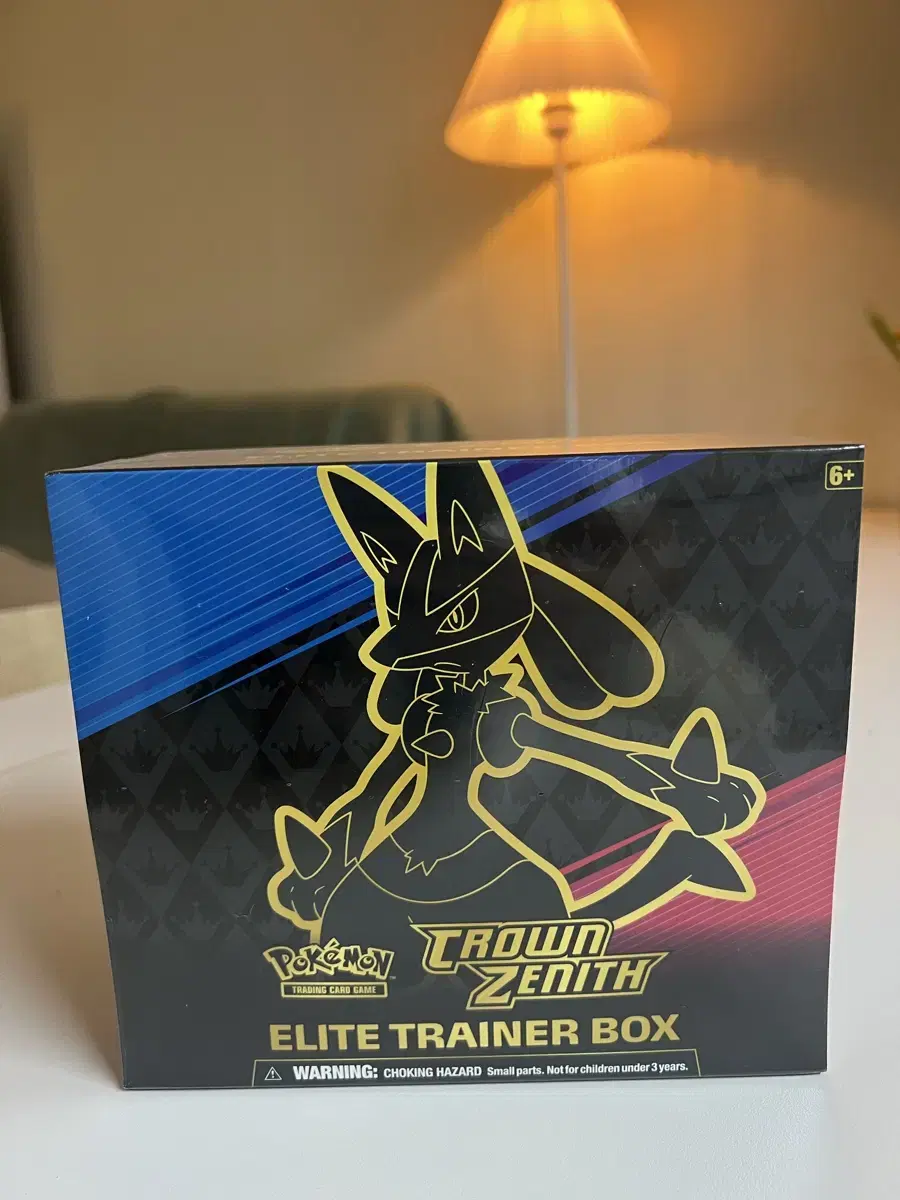 6+
POKéMON
TRADING CARD GAME
CROWN
ZENITH
ELITE TRAINER BOX
WARNING: CHOKING HAZARD Small parts. Not for children under 3 years.